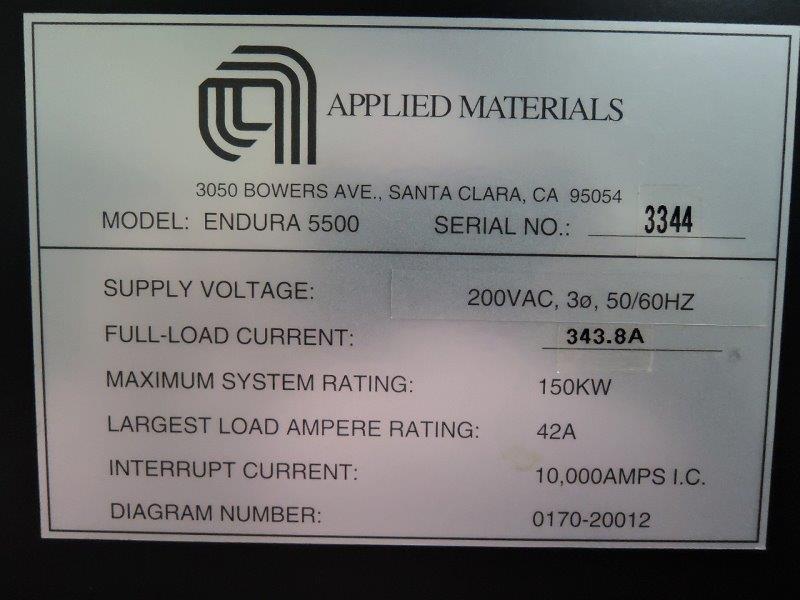 APPLIED MATERIALS
3050 BOWERS AVE., SANTA CLARA, CA 95054
MODEL: ENDURA 5500 SERIAL NO.: 3344
SUPPLY VOLTAGE: 200VAC, 3ø, 50/60HZ
FULL-LOAD CURRENT: 343.8A
MAXIMUM SYSTEM RATING: 150KW
LARGEST LOAD AMPERE RATING: 42A
INTERRUPT CURRENT: 10,000AMPS I.C.
DIAGRAM NUMBER: 0170-20012